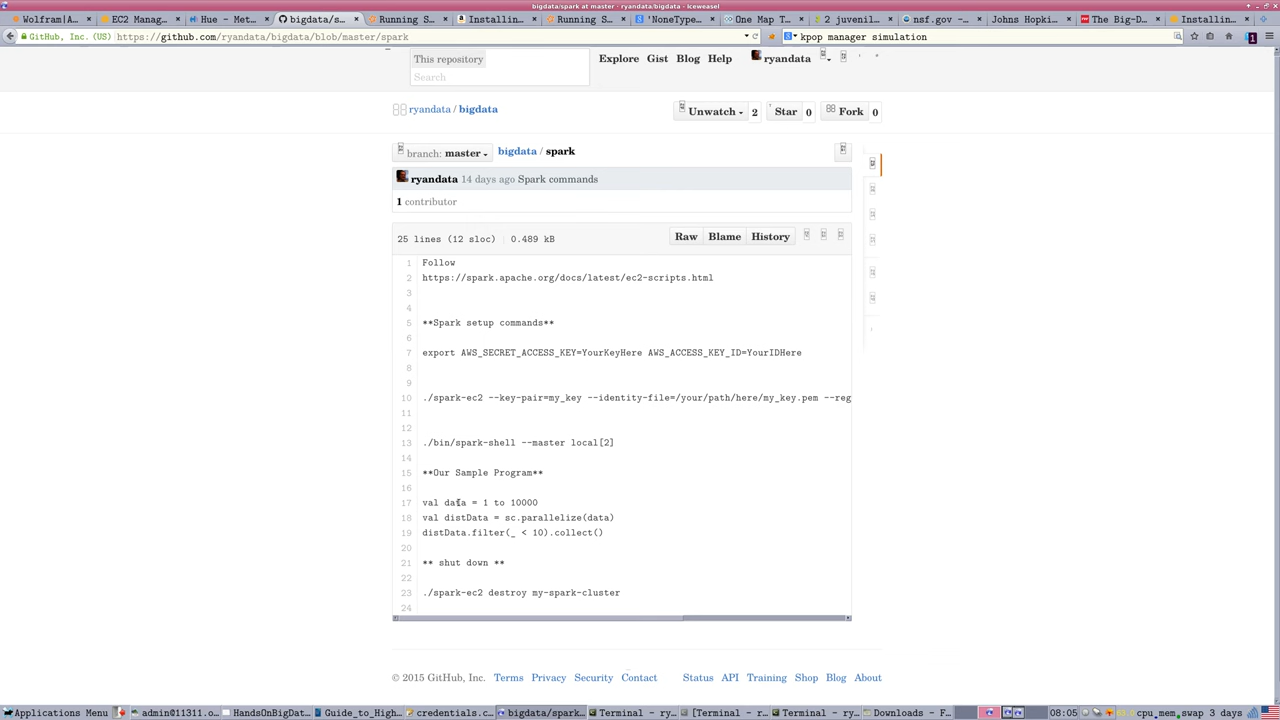 bigdata/spark at master · ryandata/bigdata - Iceweasel
Wolfram|A...
EC2 Manag...
Hue - Met...
bigdata/s...
Running S...
Installin...
Running S...
'NoneType...
One Map T...
2 juvenil...
nsf.gov - ...
Johns Hopki...
The Big-D...
Installin...
GitHub, Inc. (US)
https://github.com/ryandata/bigdata/blob/master/spark
kpop manager simulation
This repository
Search
Explore Gist Blog Help
ryandata
ryandata / bigdata
Unwatch 2
Star 0
Fork 0
branch: master
bigdata / spark
ryandata 14 days ago Spark commands
1 contributor
25 lines (12 sloc) 0.489 kB
Raw Blame History
1 Follow
2 https://spark.apache.org/docs/latest/ec2-scripts.html
3
4
5 **Spark setup commands**
6
7 export AWS_SECRET_ACCESS_KEY=YourKeyHere AWS_ACCESS_KEY_ID=YourIDHere
8
9
10 ./spark-ec2 --key-pair=my_key --identity-file=/your/path/here/my_key.pem --reg
11
12
13 ./bin/spark-shell --master local[2]
14
15 **Our Sample Program**
16
17 val data = 1 to 10000
18 val distData = sc.parallelize(data)
19 distData.filter(_ < 10).collect()
20
21 ** shut down **
22
23 ./spark-ec2 destroy my-spark-cluster
24
© 2015 GitHub, Inc. Terms Privacy Security Contact
Status API Training Shop Blog About
Applications Menu
admin@11311.o...
HandsOnBigDat...
Guide_to_High...
credentials.c...
bigdata/spark...
Terminal - ry...
[Terminal - r...
Terminal - ry...
Downloads - F...
08:05
cpu mem swap 3 days